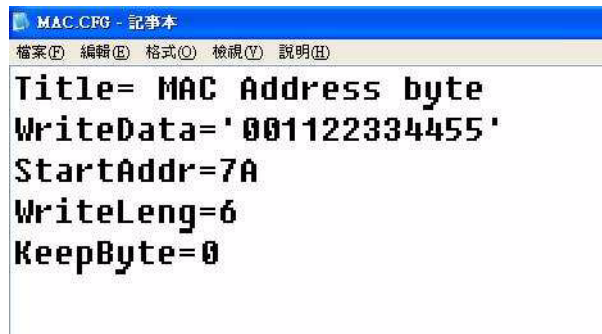 MAC.CFG - 記事本
檔案(F) 編輯(E) 格式(O) 檢視(V) 說明(H)
Title= MAC Address byte
WriteData='001122334455'
StartAddr=7A
WriteLeng=6
KeepByte=0